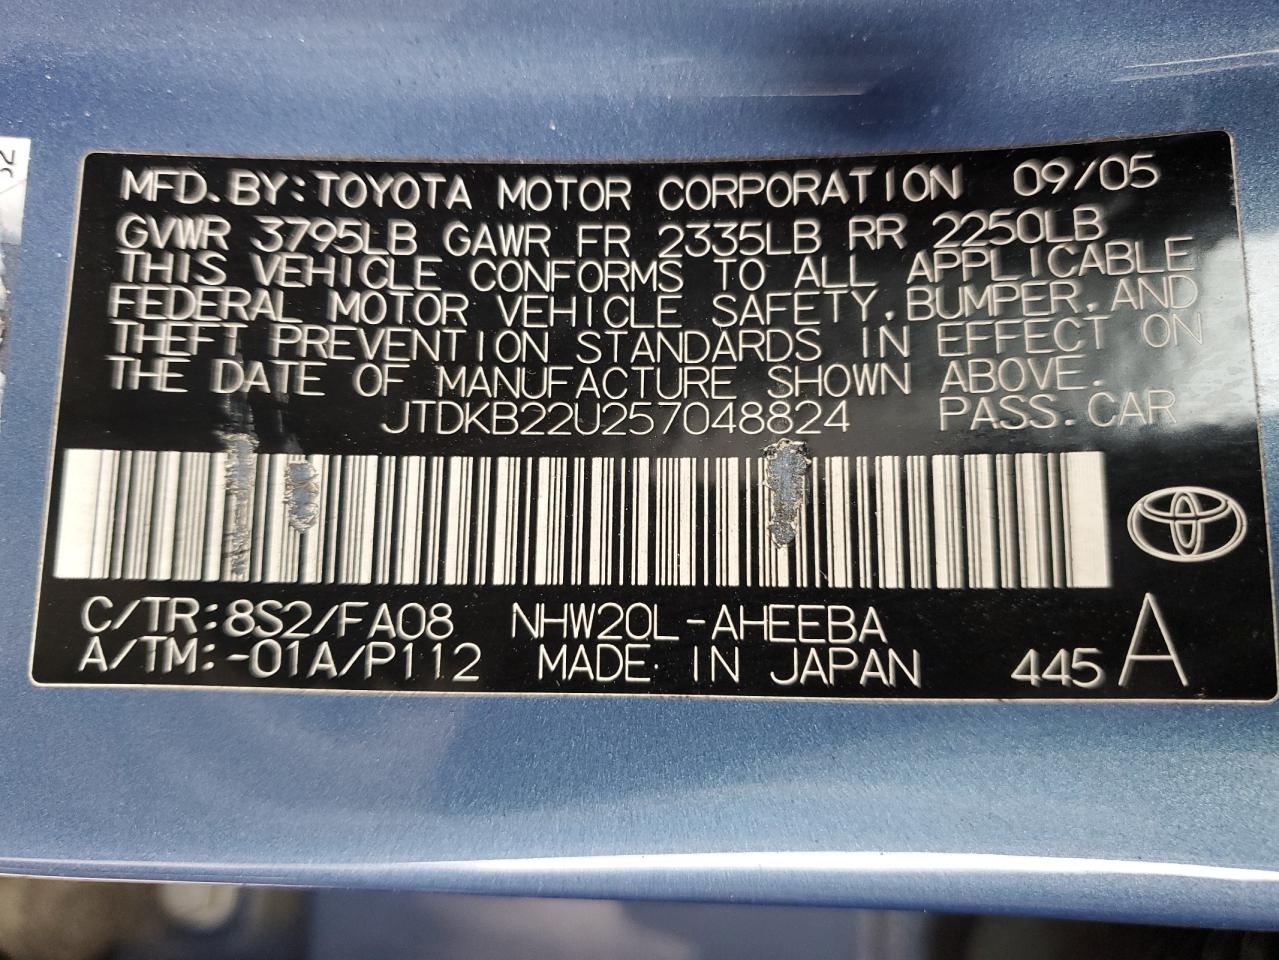 MFD.BY:TOYOTA MOTOR CORPORATION 09/05
GVWR 3795LB GAWR FR 2335LB RR 2250LB
THIS VEHICLE CONFORMS TO ALL APPLICABLE
FEDERAL MOTOR VEHICLE SAFETY,BUMPER,AND
THEFT PREVENTION STANDARDS IN EFFECT ON
THE DATE OF MANUFACTURE SHOWN ABOVE.
JTDKB22U257048824 PASS.CAR
C/TR:8S2/FA08 NHW20L-AHEEBA
A/TM:-01A/P112 MADE IN JAPAN 445 A